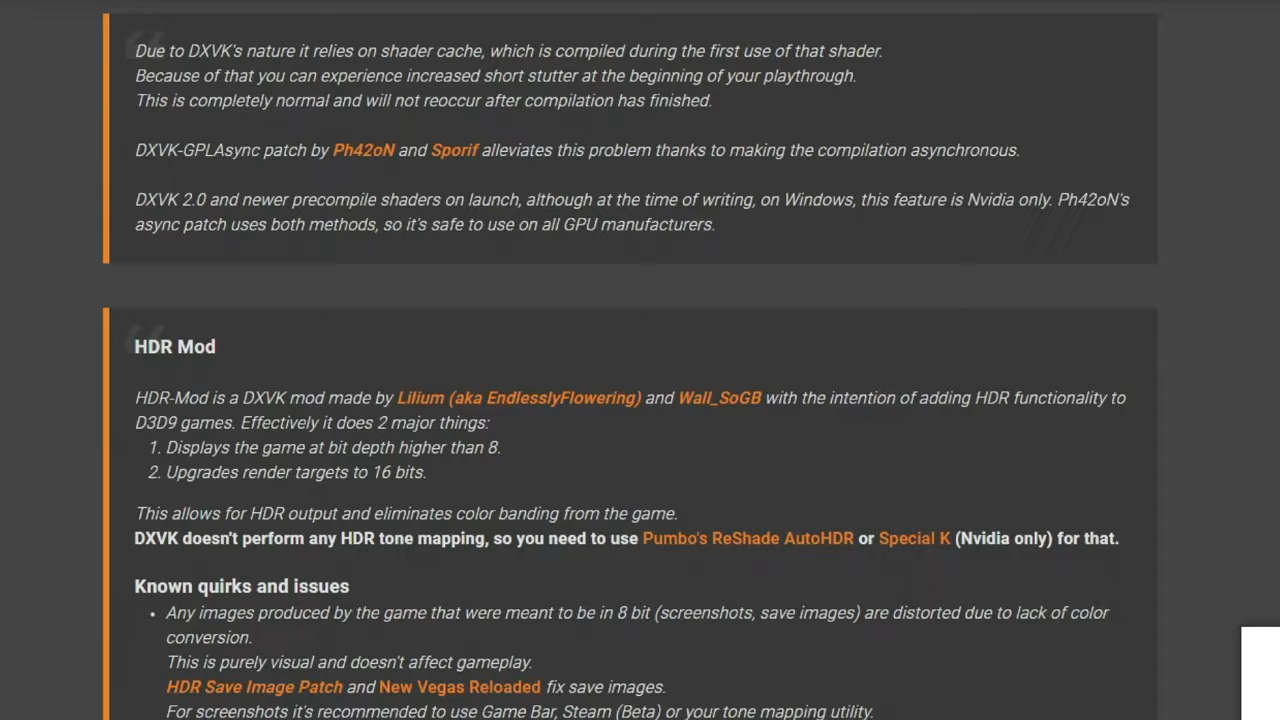 Due to DXVK's nature it relies on shader cache, which is compiled during the first use of that shader.
Because of that you can experience increased short stutter at the beginning of your playthrough.
This is completely normal and will not reoccur after compilation has finished.
DXVK-GPLAsync patch by Ph42oN and Sporif alleviates this problem thanks to making the compilation asynchronous.
DXVK 2.0 and newer precompile shaders on launch, although at the time of writing, on Windows, this feature is Nvidia only. Ph42oN's
async patch uses both methods, so it's safe to use on all GPU manufacturers.
HDR Mod
HDR-Mod is a DXVK mod made by Lilium (aka EndlesslyFlowering) and Wall_SoGB with the intention of adding HDR functionality to
D3D9 games. Effectively it does 2 major things:
1. Displays the game at bit depth higher than 8.
2. Upgrades render targets to 16 bits.
This allows for HDR output and eliminates color banding from the game.
DXVK doesn't perform any HDR tone mapping, so you need to use Pumbo's ReShade AutoHDR or Special K (Nvidia only) for that.
Known quirks and issues
• Any images produced by the game that were meant to be in 8 bit (screenshots, save images) are distorted due to lack of color
conversion.
This is purely visual and doesn't affect gameplay.
HDR Save Image Patch and New Vegas Reloaded fix save images.
For screenshots it's recommended to use Game Bar, Steam (Beta) or your tone mapping utility.